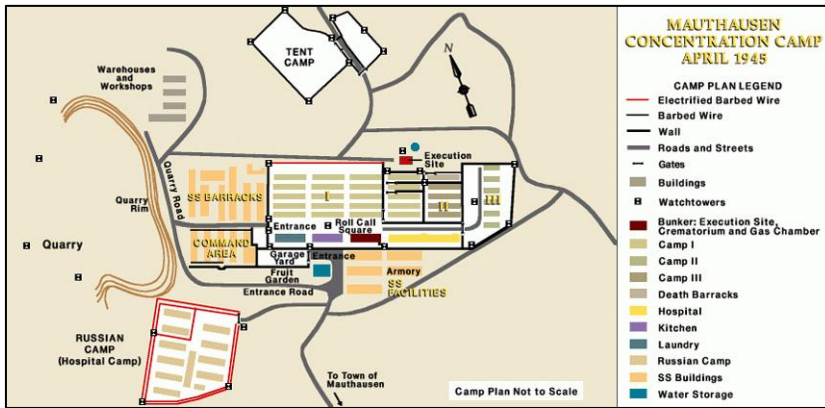 TENT
CAMP
N
Warehouses
and
Workshops
Execution
Site
Quarry Road
SS BARRACKS
I
II
III
Quarry
Rim
Entrance
Roll Call
Square
Quarry
COMMAND
AREA
Garage
Yard
Entrance
Fruit
Garden
Armory
SS
FACILITIES
Entrance Road
RUSSIAN
CAMP
(Hospital Camp)
To Town of
Mauthausen
Camp Plan Not to Scale
MAUTHAUSEN
CONCENTRATION CAMP
APRIL 1945
CAMP PLAN LEGEND
Electrified Barbed Wire
Barbed Wire
Wall
Roads and Streets
Gates
Buildings
Watchtowers
Bunker: Execution Site,
Crematorium and Gas Chamber
Camp I
Camp II
Camp III
Death Barracks
Hospital
Kitchen
Laundry
Russian Camp
SS Buildings
Water Storage